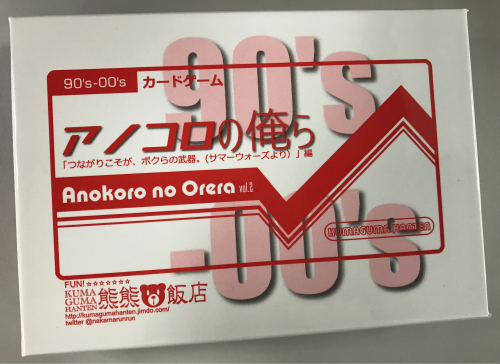 90's
90's-00's カードゲーム
アノコロの俺ら
「つながりこそが、ボクらの武器。(サマーウォーズより)」編
Anokoro no Orera vol.2
KUMAGUMA HANTEN
-00's
FUN!☆☆☆☆☆☆☆
KUMA
GUMA
HANTEN
熊熊飯店
http://kumagumahanten.jimdo.com/
twitter @nakamarunrun